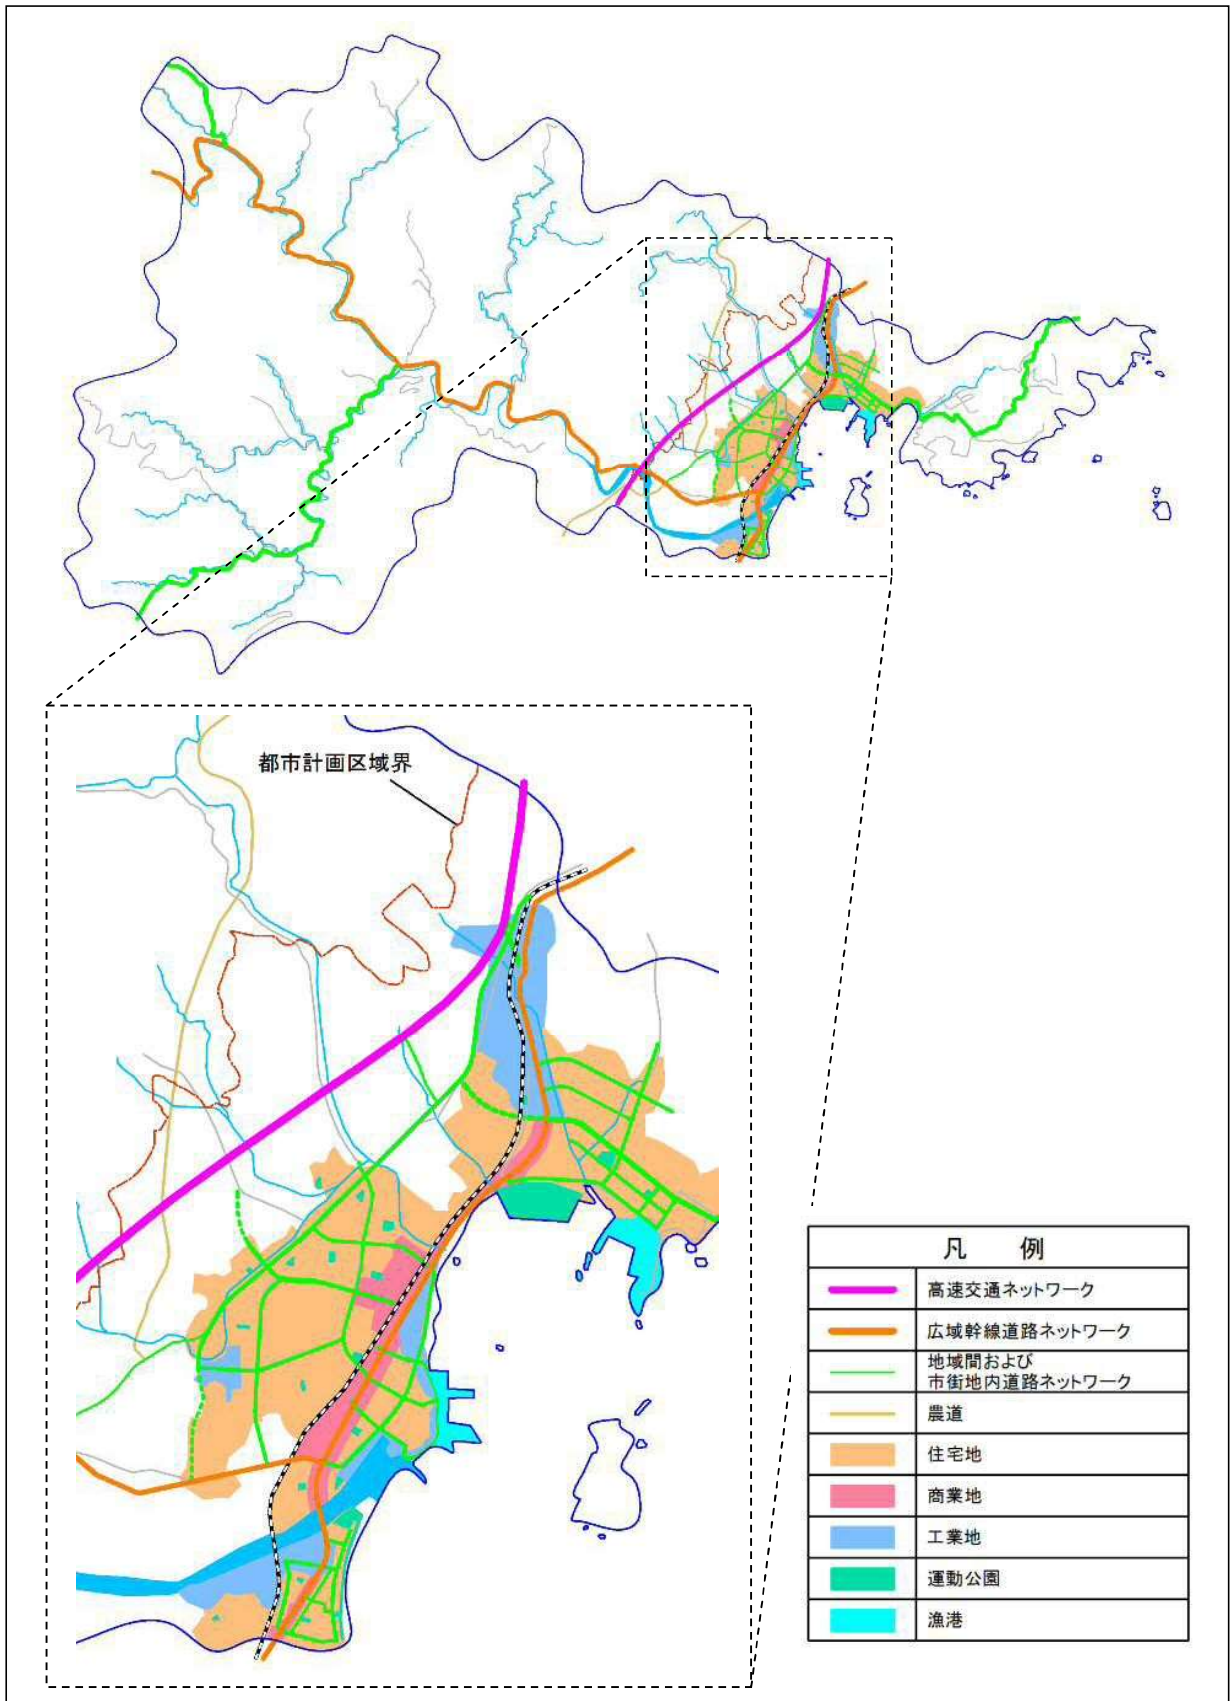 都市計画区域界
凡　例
高速交通ネットワーク
広域幹線道路ネットワーク
地域間および
市街地内道路ネットワーク
農道
住宅地
商業地
工業地
運動公園
漁港